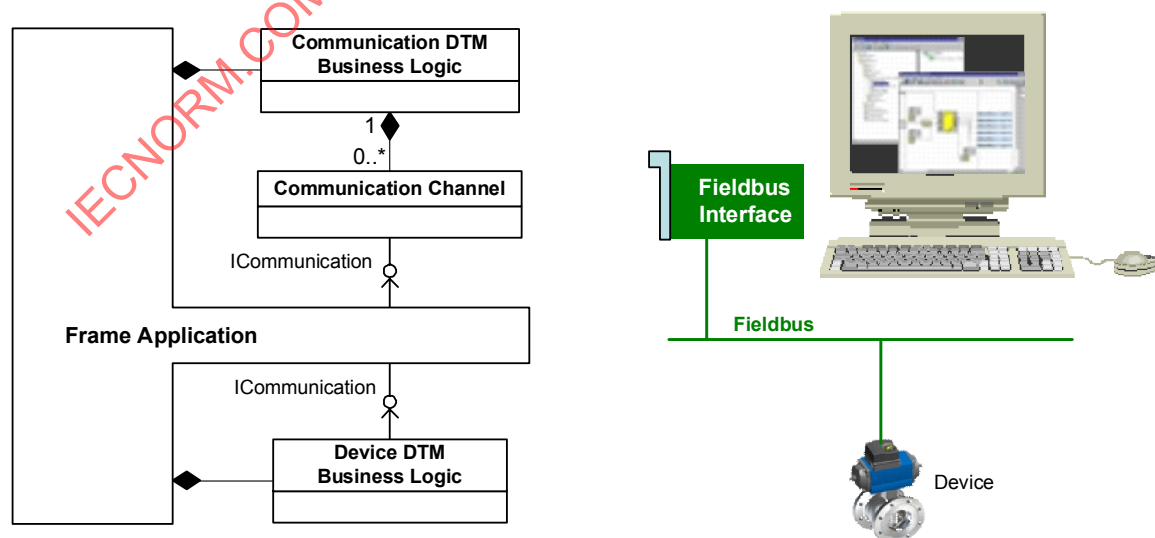 IECNORM.COM
Communication DTM
Business Logic
1
0..*
Communication Channel
ICommunication
Frame Application
ICommunication
Device DTM
Business Logic
Fieldbus
Interface
Fieldbus
Device